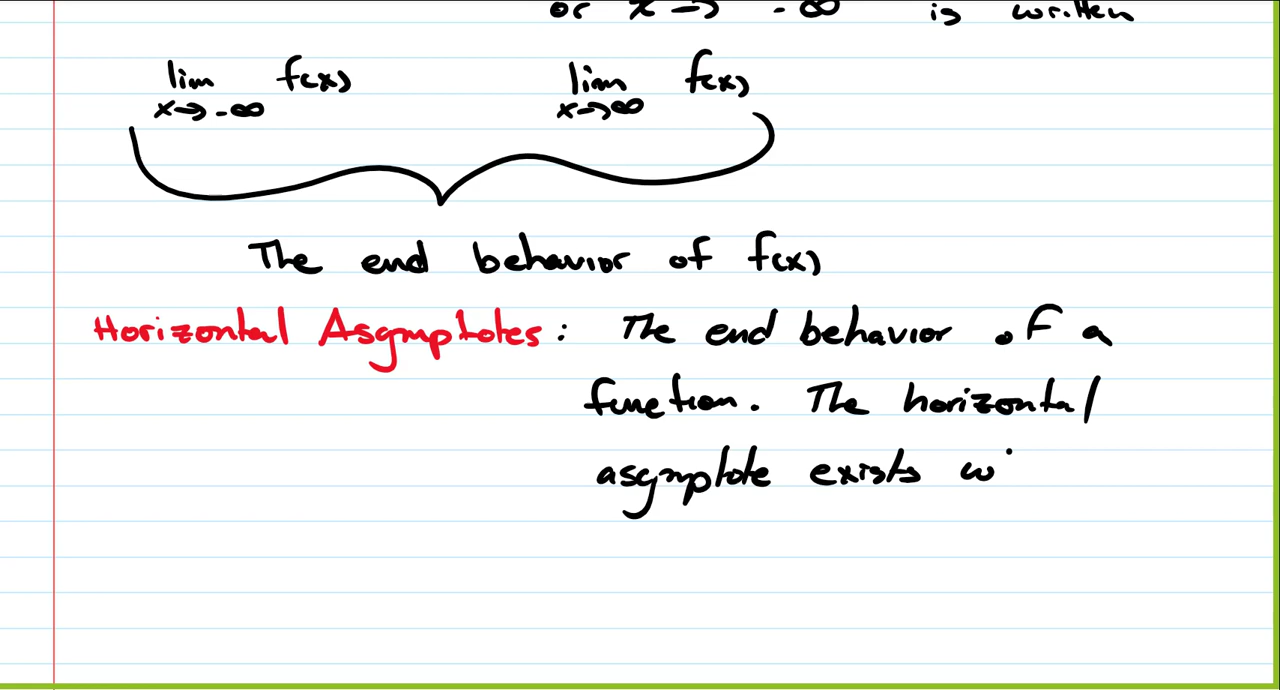 or x → -∞ is written
lim f(x) lim f(x)
x→-∞ x→∞
The end behavior of f(x)
Horizontal Asymptotes: The end behavior of a
function. The horizontal
asymptote exists wi